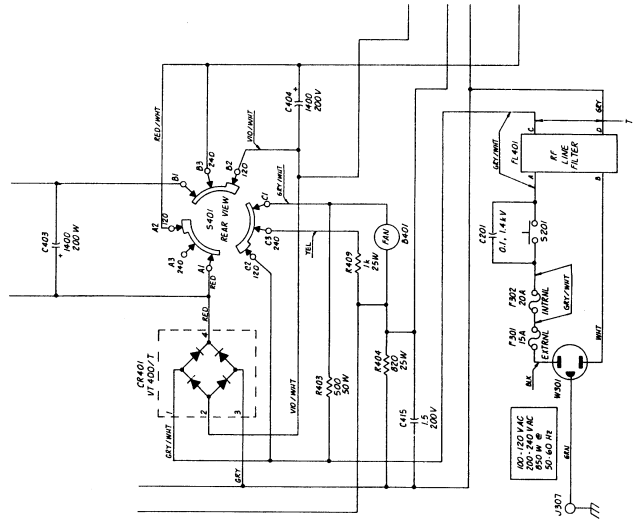 C403
1400
200 W
RED/WHT
A2
120
A3
240
A1
RED
RED
B1
B3
240
B2
120
S401
REAR VIEW
VIO/WHT
C404
1400
200V
GRY/WHT
C1
C3
240
C2
120
YEL
CR401
VT400/T
4
1
2
3
GRY/WHT
GRY
VIO/WHT
R403
500
50W
R409
1k
25W
FAN
B401
R404
820
25W
C415
1.5
200V
GRY/WHT
GRY
C
D
FL401
RF
LINE
FILTER
A
B
C201
0.1, 1.4kV
S201
F302
20A
INTRNL
GRY/WHT
F301
15A
EXTRNL
BLK
WHT
W301
GRN
J307
100-120 VAC
200-240 VAC
850 W @
50-60 Hz
T